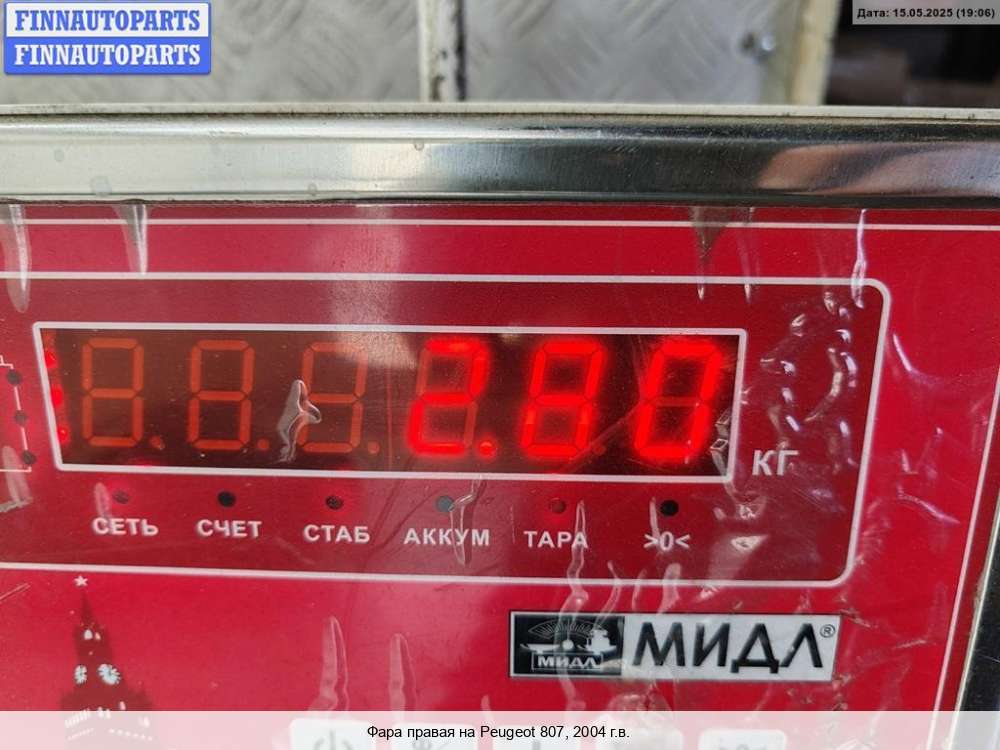 FINNAUTOPARTS
FINNAUTOPARTS
Дата: 15.05.2025 (19:06)
2.80
КГ
СЕТЬ СЧЕТ СТАБ АККУМ ТАРА >0<
МИДЛ
МИДЛ®
Фара правая на Peugeot 807, 2004 г.в.